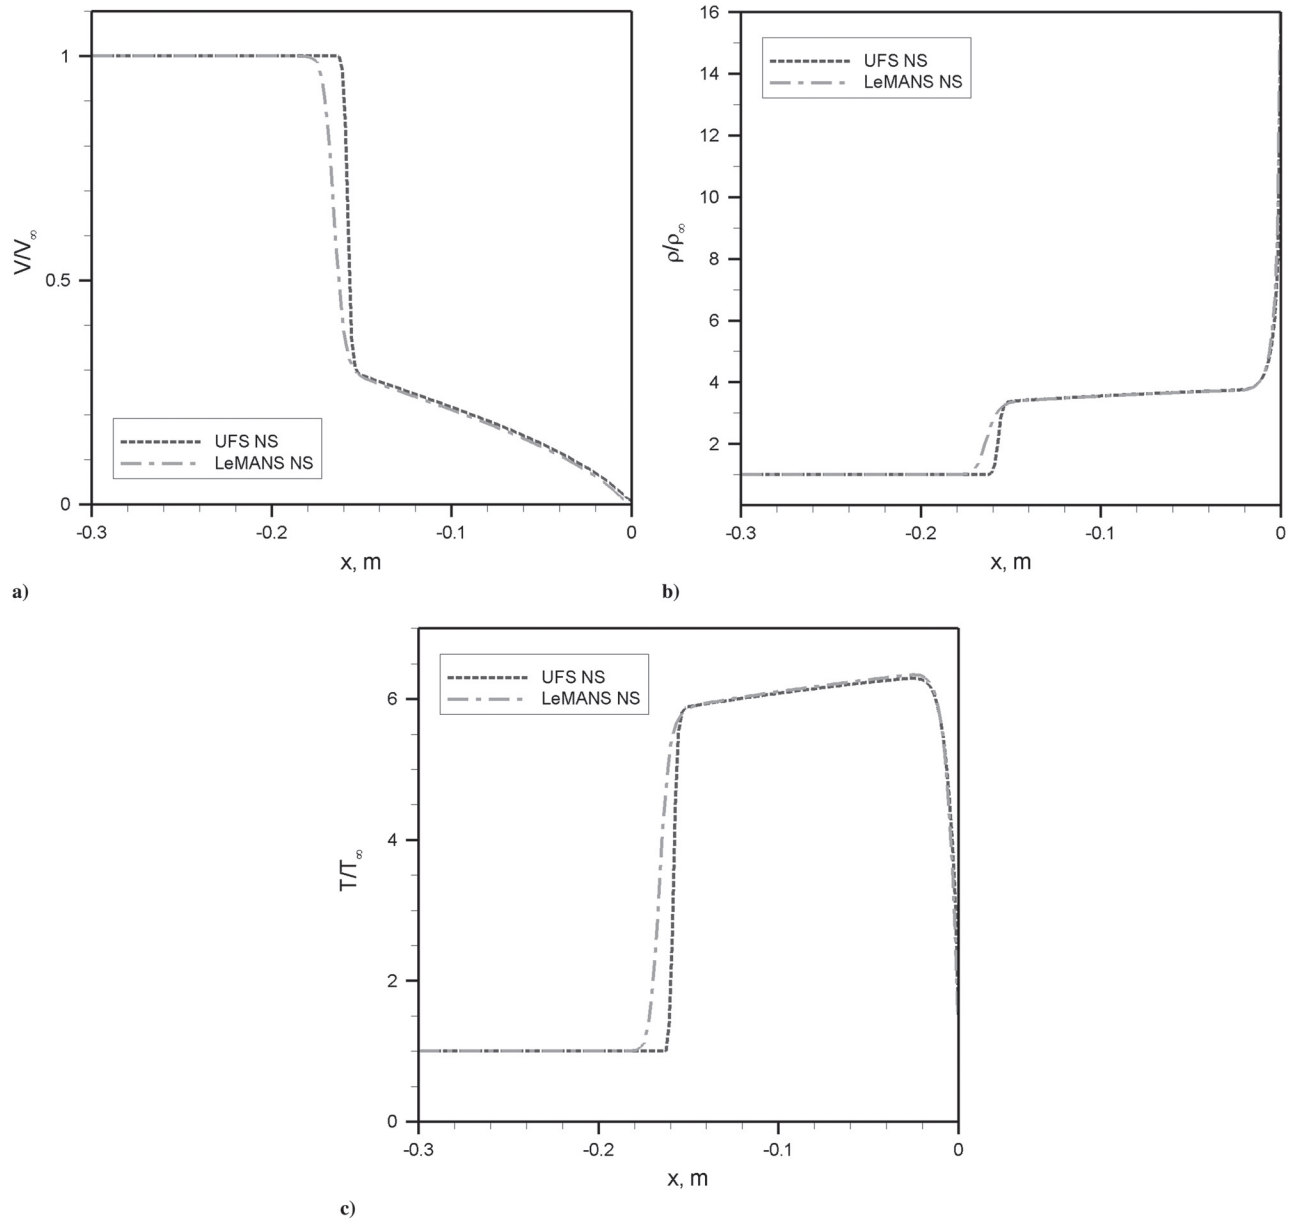 1
0.5
0
V/V∞
-0.3
-0.2
-0.1
0
x, m
UFS NS
LeMANS NS
a)
16
14
12
10
8
6
4
2
ρ/ρ∞
-0.3
-0.2
-0.1
0
x, m
UFS NS
LeMANS NS
b)
6
4
2
0
T/T∞
-0.3
-0.2
-0.1
0
x, m
UFS NS
LeMANS NS
c)